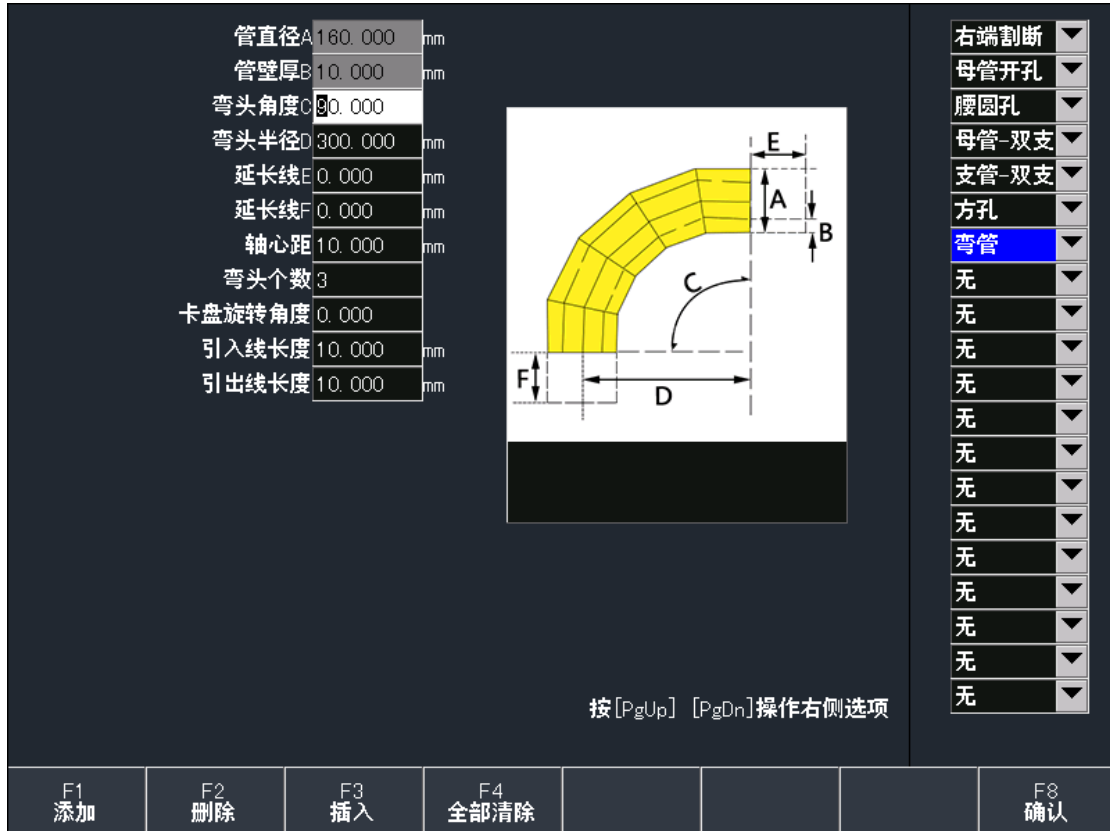 管直径A 160.000 mm
管壁厚B 10.000 mm
弯头角度C 90.000
弯头半径D 300.000 mm
延长线E 0.000 mm
延长线F 0.000 mm
轴心距 10.000 mm
弯头个数 3
卡盘旋转角度 0.000
引入线长度 10.000 mm
引出线长度 10.000 mm
E
A
B
C
F
D
右端割断
母管开孔
腰圆孔
母管-双支
支管-双支
方孔
弯管
无
无
无
无
无
无
无
无
无
无
无
无
无
按[PgUp] [PgDn]操作右侧选项
F1 添加
F2 删除
F3 插入
F4 全部清除
F8 确认